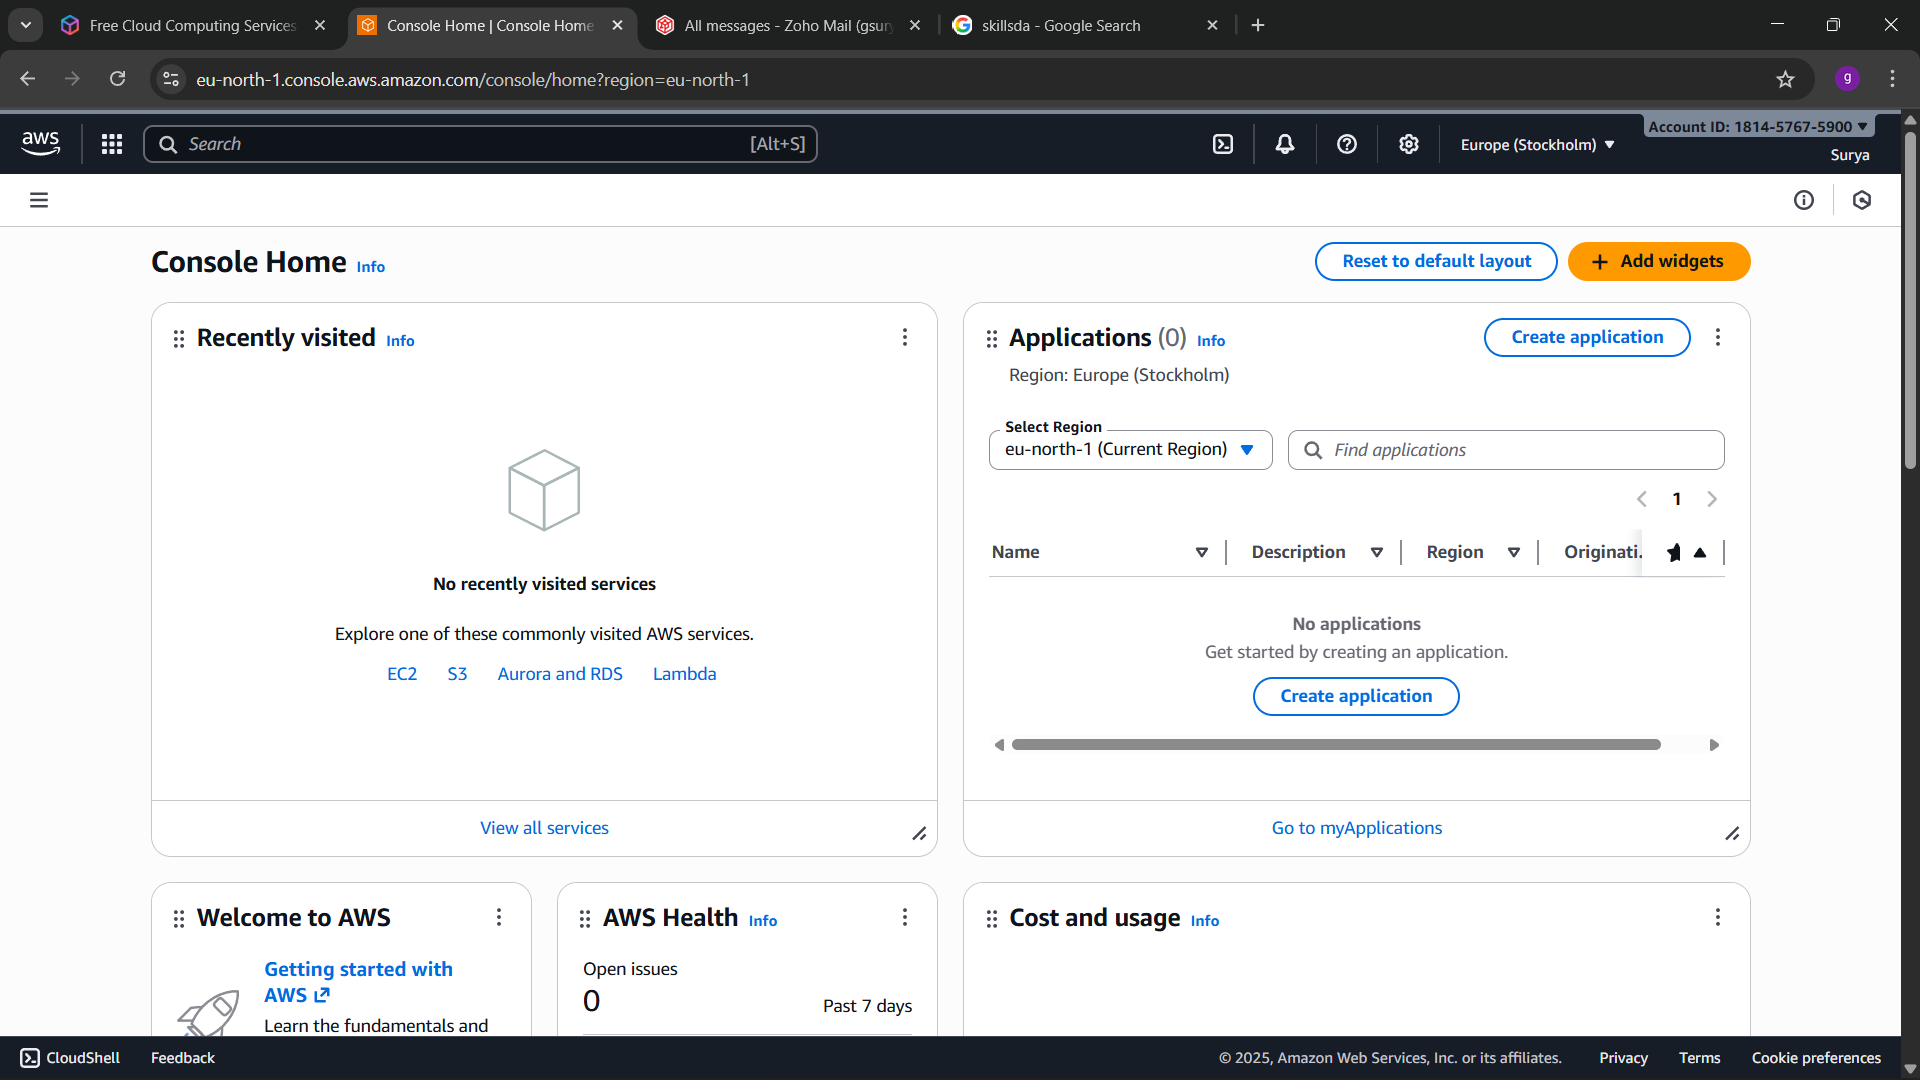 Free Cloud Computing Services
Console Home | Console Home
All messages - Zoho Mail (gsury
skillsda - Google Search
eu-north-1.console.aws.amazon.com/console/home?region=eu-north-1
g
aws
Search
[Alt+S]
Europe (Stockholm)
Account ID: 1814-5767-5900
Surya
Console Home Info
Reset to default layout
+ Add widgets
Recently visited Info
No recently visited services
Explore one of these commonly visited AWS services.
EC2 S3 Aurora and RDS Lambda
View all services
Applications (0) Info
Create application
Region: Europe (Stockholm)
Select Region
eu-north-1 (Current Region)
Find applications
1
Name Description Region Originati.
No applications
Get started by creating an application.
Create application
Go to myApplications
Welcome to AWS
Getting started with
AWS
Learn the fundamentals and
AWS Health Info
Open issues
0
Past 7 days
Cost and usage Info
CloudShell Feedback
© 2025, Amazon Web Services, Inc. or its affiliates. Privacy Terms Cookie preferences